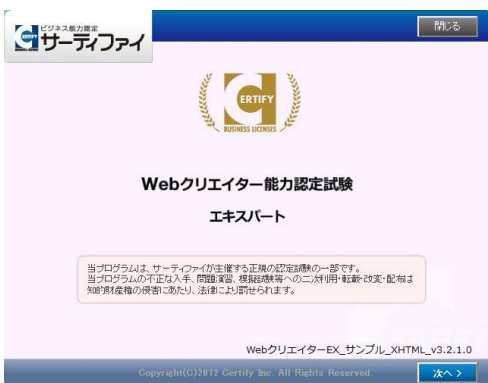 ビジネス能力認定
サーティファイ
閉じる
CERTIFY
BUSINESS LICENSES
Webクリエイター能力認定試験
エキスパート
当プログラムは、サーティファイが主催する正規の認定試験の一部です。
当プログラムの不正な入手、問題演習、模擬試験等への二次利用・転載・改変・配布は
知的財産権の侵害にあたり、法律により罰せられます。
WebクリエイターEX_サンプル_XHTML_v3.2.1.0
Copyright(C)2012 Certify Inc. All Rights Reserved.
次へ >